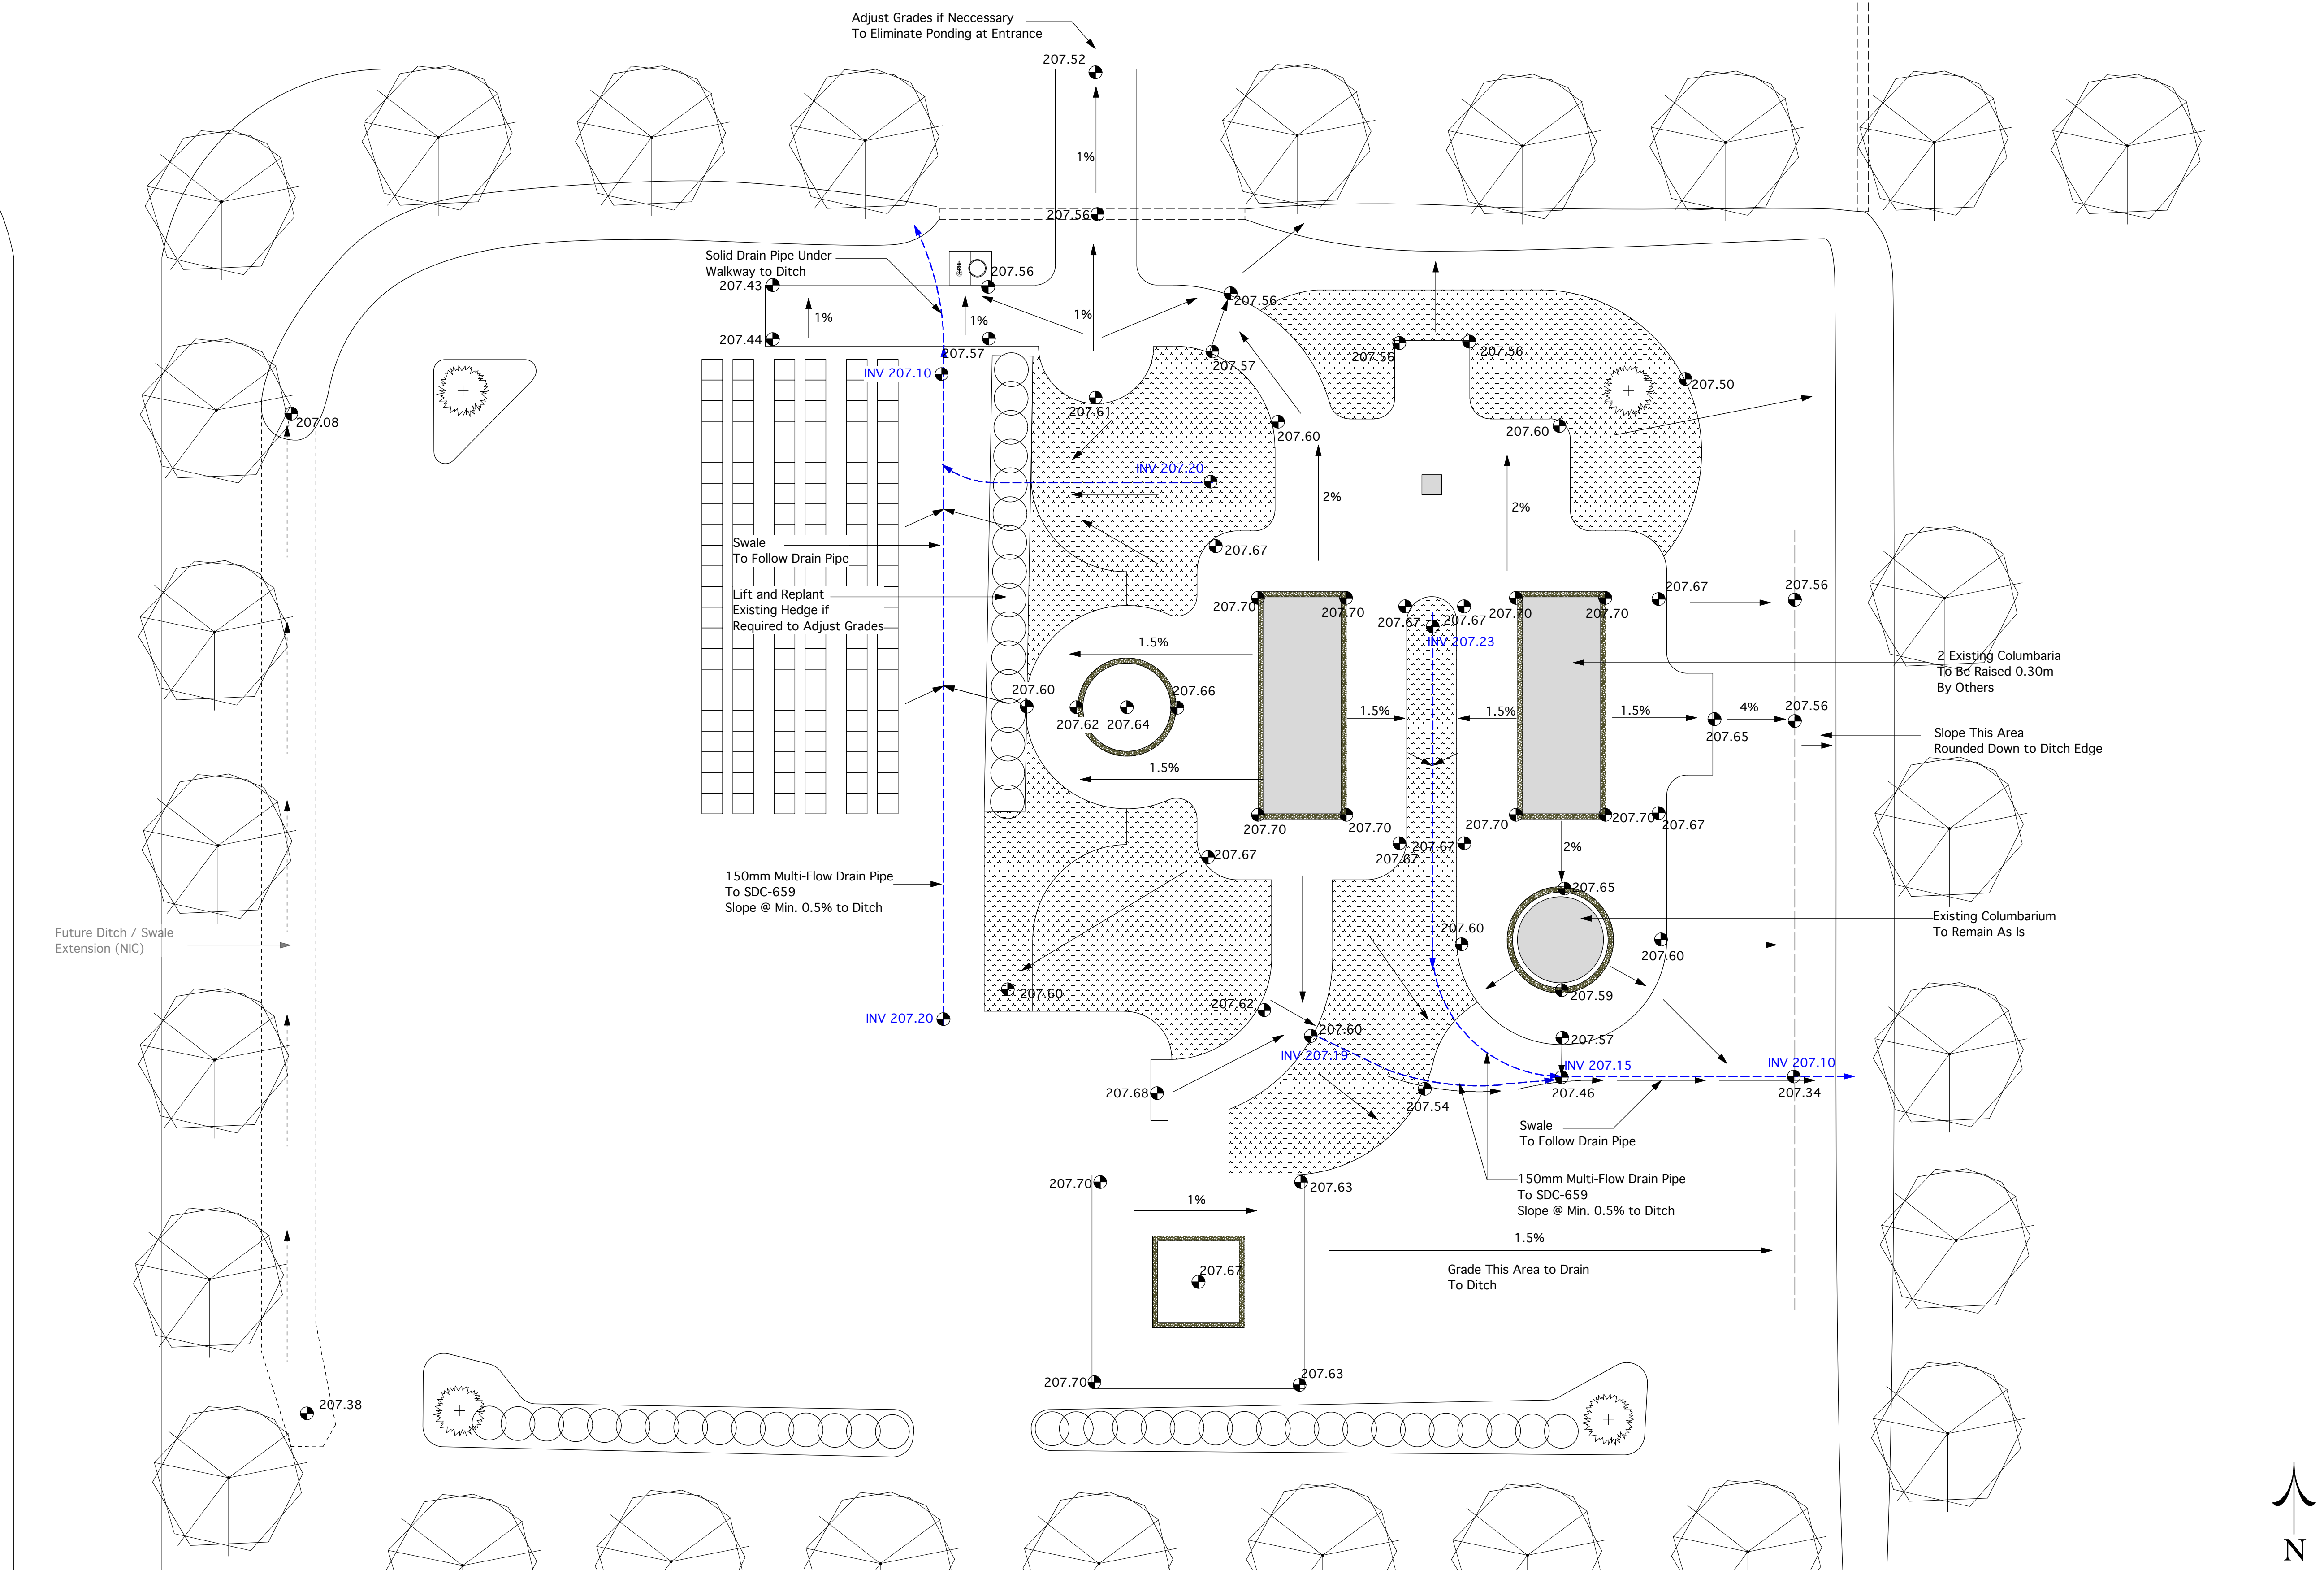 Adjust Grades if Neccessary
To Eliminate Ponding at Entrance
207.52
1%
207.56
Solid Drain Pipe Under
Walkway to Ditch
207.43
207.56
207.56
1%
1%
1%
207.44
207.57
207.57
207.56
207.56
207.50
INV 207.10
207.61
207.08
207.60
207.60
INV 207.20
2%
2%
Swale
To Follow Drain Pipe
207.67
Lift and Replant
Existing Hedge if
Required to Adjust Grades
207.70
207.70
207.67
207.67
207.70
207.70
207.67
207.56
INV 207.23
1.5%
2 Existing Columbaria
To Be Raised 0.30m
By Others
207.60
207.62
207.64
207.66
1.5%
1.5%
1.5%
4%
207.56
207.65
Slope This Area
Rounded Down to Ditch Edge
1.5%
207.70
207.70
207.70
207.70
207.67
207.67
207.67
207.67
2%
150mm Multi-Flow Drain Pipe
To SDC-659
Slope @ Min. 0.5% to Ditch
207.65
Existing Columbarium
To Remain As Is
Future Ditch / Swale
Extension (NIC)
207.60
207.60
207.60
207.62
207.59
INV 207.20
207.60
INV 207.19
207.57
INV 207.15
INV 207.10
207.68
207.54
207.46
207.34
Swale
To Follow Drain Pipe
207.70
207.63
150mm Multi-Flow Drain Pipe
To SDC-659
Slope @ Min. 0.5% to Ditch
1%
1.5%
207.67
Grade This Area to Drain
To Ditch
207.70
207.63
207.38
N